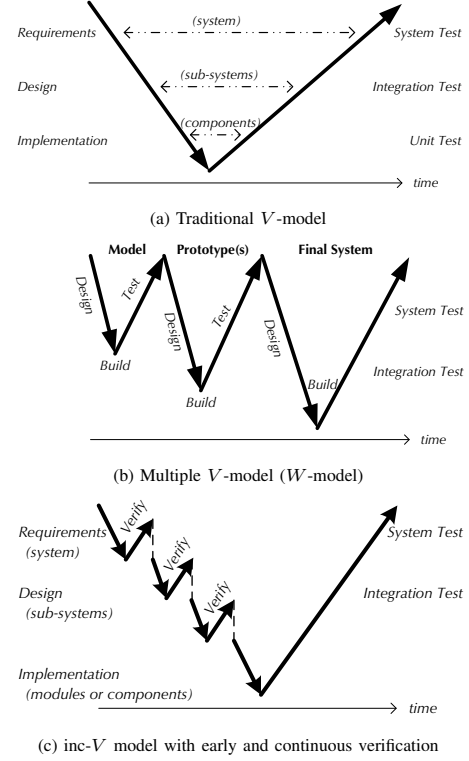 (system)
Requirements
System Test
(sub-systems)
Design
Integration Test
(components)
Implementation
Unit Test
time
(a) Traditional V-model
Model
Prototype(s)
Final System
Design
Test
Design
Test
Design
System Test
Build
Integration Test
Build
Build
time
(b) Multiple V-model (W-model)
Verify
Requirements
(system)
System Test
Verify
Design
(sub-systems)
Integration Test
Verify
Implementation
(modules or components)
time
(c) inc-V model with early and continuous verification